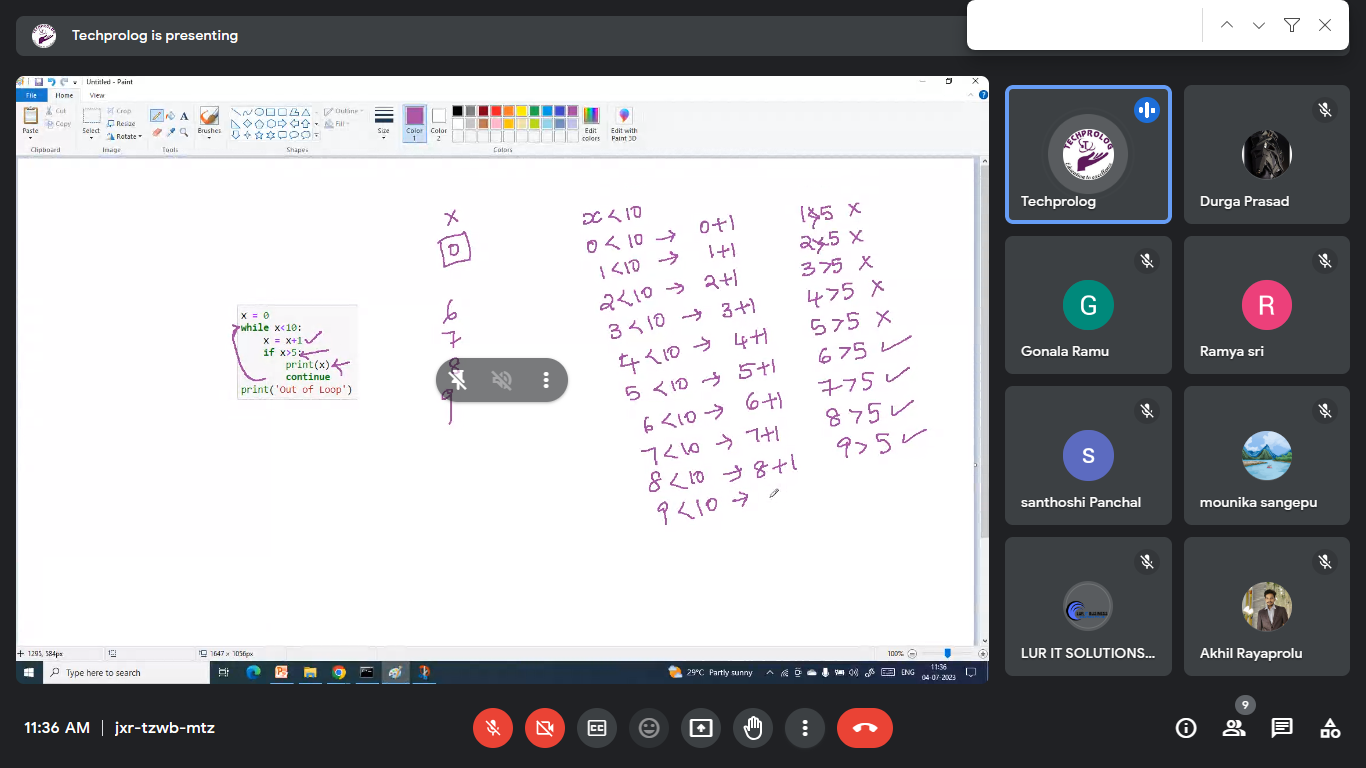 Techprolog is presenting
Untitled - Paint
File Home View
Paste
Cut
Copy
Clipboard
Select
Crop
Resize
Rotate
Image
Tools
Brushes
Shapes
Outline
Fill
Size
Color 1
Color 2
Colors
Edit colors
Edit with Paint 3D
x = 0
while x<10:
x = x+1
if x>5:
print(x)
continue
print('Out of Loop')
x
0
6
7
8
9
x < 10
0 < 10 → 0+1
1 < 10 → 1+1
2 < 10 → 2+1
3 < 10 → 3+1
4 < 10 → 4+1
5 < 10 → 5+1
6 < 10 → 6+1
7 < 10 → 7+1
8 < 10 → 8+1
9 < 10 →
1>5 x
2>5 x
3>5 x
4>5 x
5>5 x
6>5 ✓
7>5 ✓
8>5 ✓
9>5 ✓
1295, 584px
1647 × 1056px
100%
Type here to search
29°C Partly sunny
ENG
11:36
04-07-2023
TECHPROLOG
Techprolog
Durga Prasad
G
Gonala Ramu
R
Ramya sri
s
santhoshi Panchal
mounika sangepu
LUR IT SOLUTIONS...
Akhil Rayaprolu
11:36 AM | jxr-tzwb-mtz
9